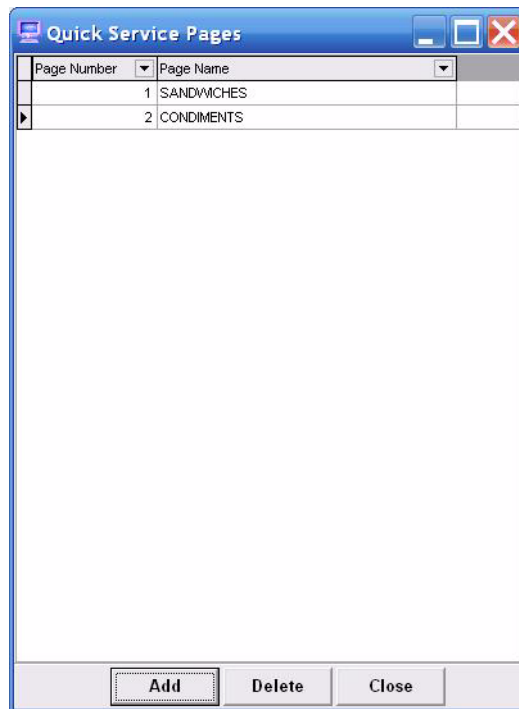 Quick Service Pages
Page Number Page Name
1 SANDWICHES
2 CONDIMENTS
Add Delete Close